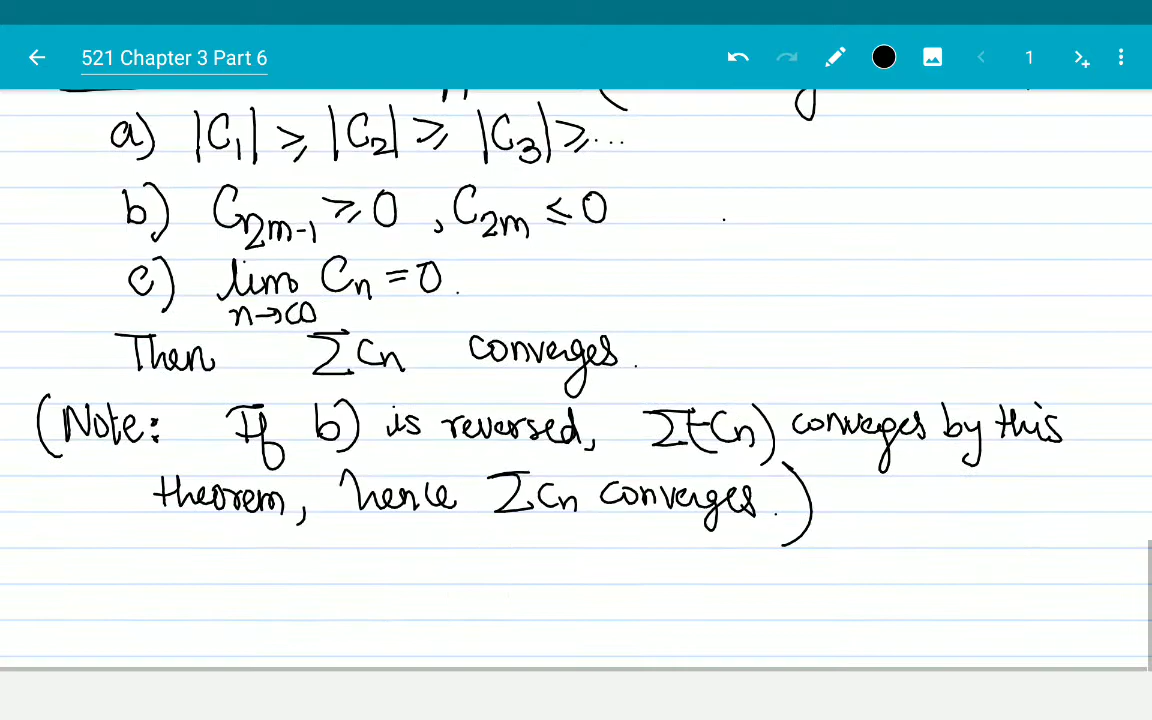 521 Chapter 3 Part 6
1
a) |C₁| ≥ |C₂| ≥ |C₃| ≥ ...
b) C₂ₘ₋₁ ≥ 0 , C₂ₘ ≤ 0
c) lim Cₙ = 0.
n→∞
Then ΣCₙ converges.
(Note: If b) is reversed, Σ(-Cₙ) converges by this
theorem, hence ΣCₙ converges.)